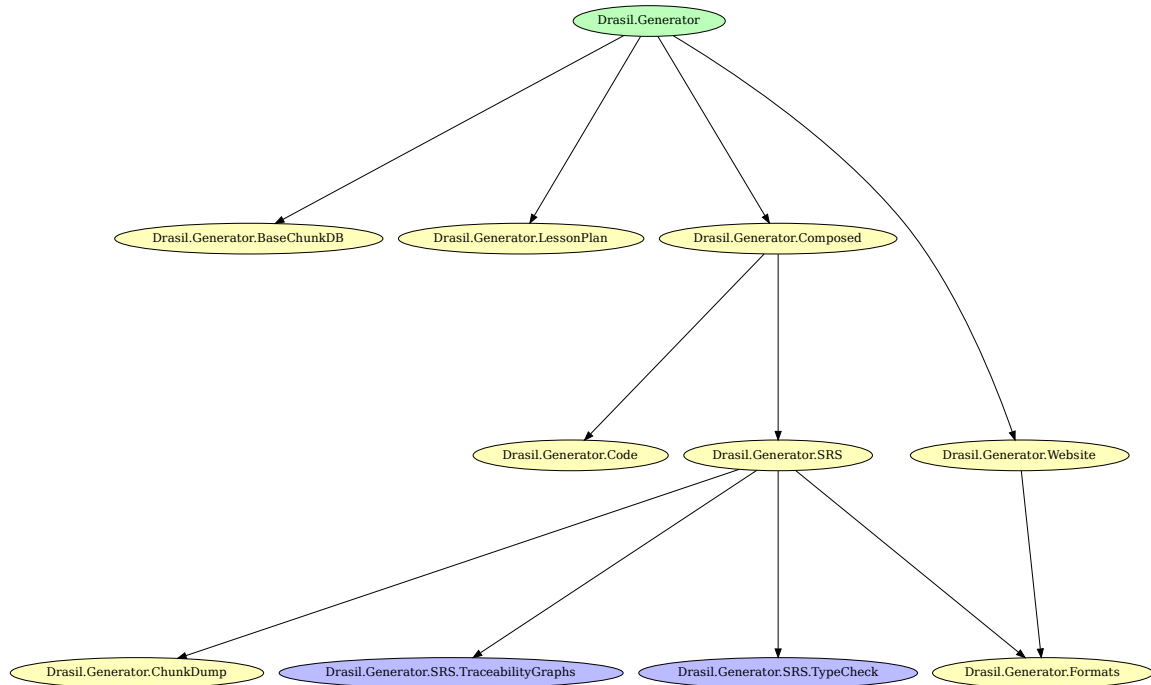 Drasil.Generator
Drasil.Generator.BaseChunkDB
Drasil.Generator.LessonPlan
Drasil.Generator.Composed
Drasil.Generator.Code
Drasil.Generator.SRS
Drasil.Generator.Website
Drasil.Generator.ChunkDump
Drasil.Generator.SRS.TraceabilityGraphs
Drasil.Generator.SRS.TypeCheck
Drasil.Generator.Formats